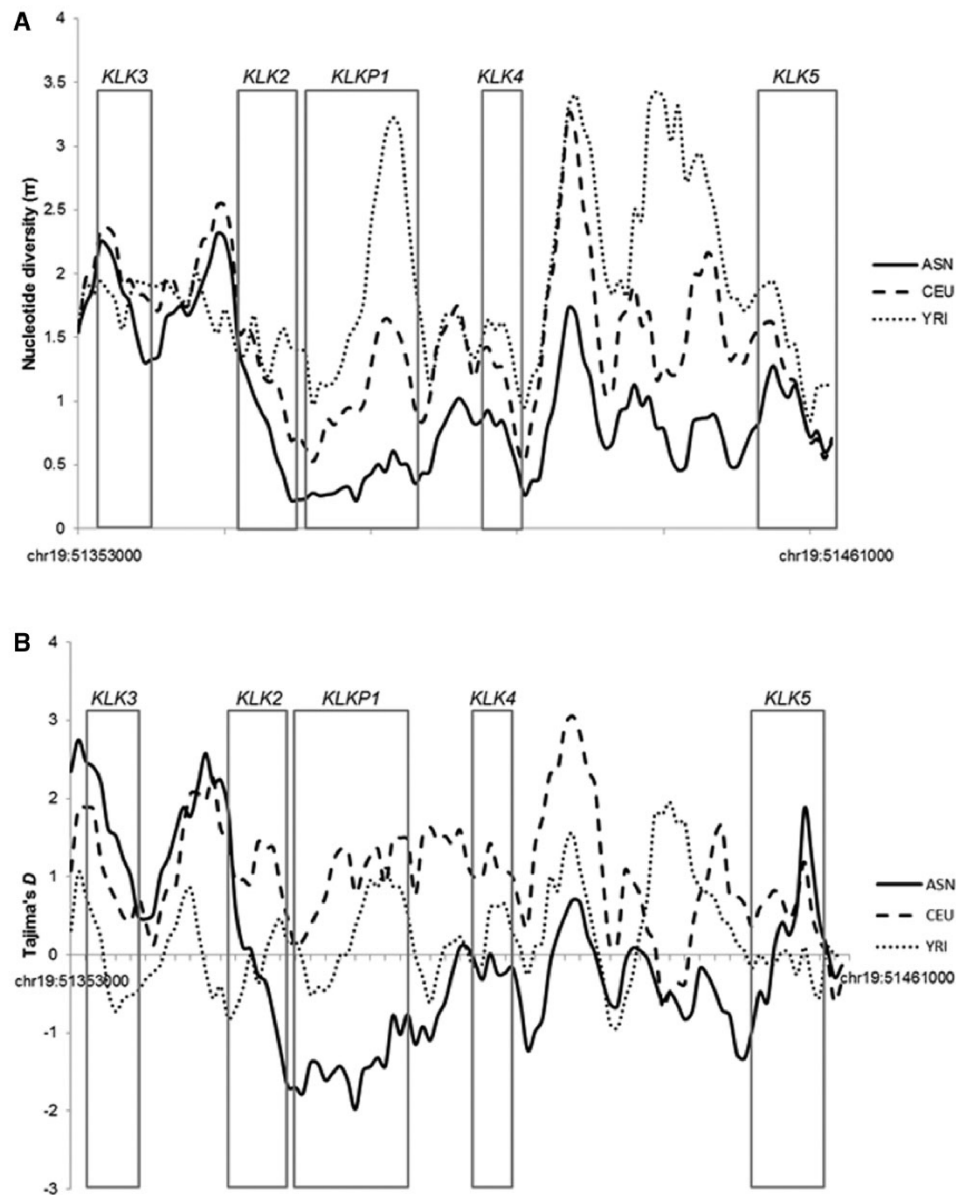 A
4
KLK3 KLK2 KLKP1 KLK4 KLK5
3.5
3
2.5
2
1.5
1
0.5
0
Nucleotide diversity (π)
ASN
CEU
YRI
chr19:51353000 chr19:51461000
B
4
KLK3 KLK2 KLKP1 KLK4 KLK5
3
2
1
0
-1
-2
-3
Tajima's D
ASN
CEU
YRI
chr19:51353000 chr19:51461000